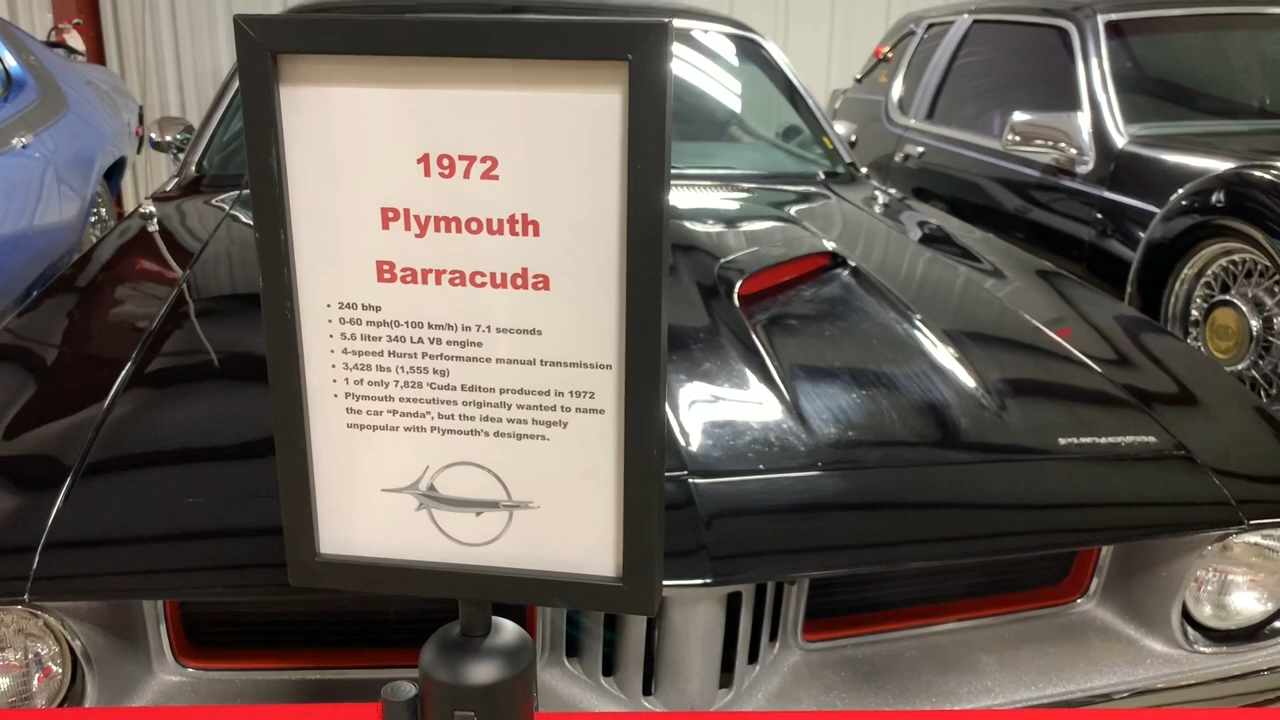 1972
Plymouth
Barracuda
• 240 bhp
• 0-60 mph(0-100 km/h) in 7.1 seconds
• 5.6 liter 340 LA V8 engine
• 4-speed Hurst Performance manual transmission
• 3,428 lbs (1,555 kg)
• 1 of only 7,828 ‘Cuda Editon produced in 1972
• Plymouth executives originally wanted to name
the car “Panda”, but the idea was hugely
unpopular with Plymouth’s designers.